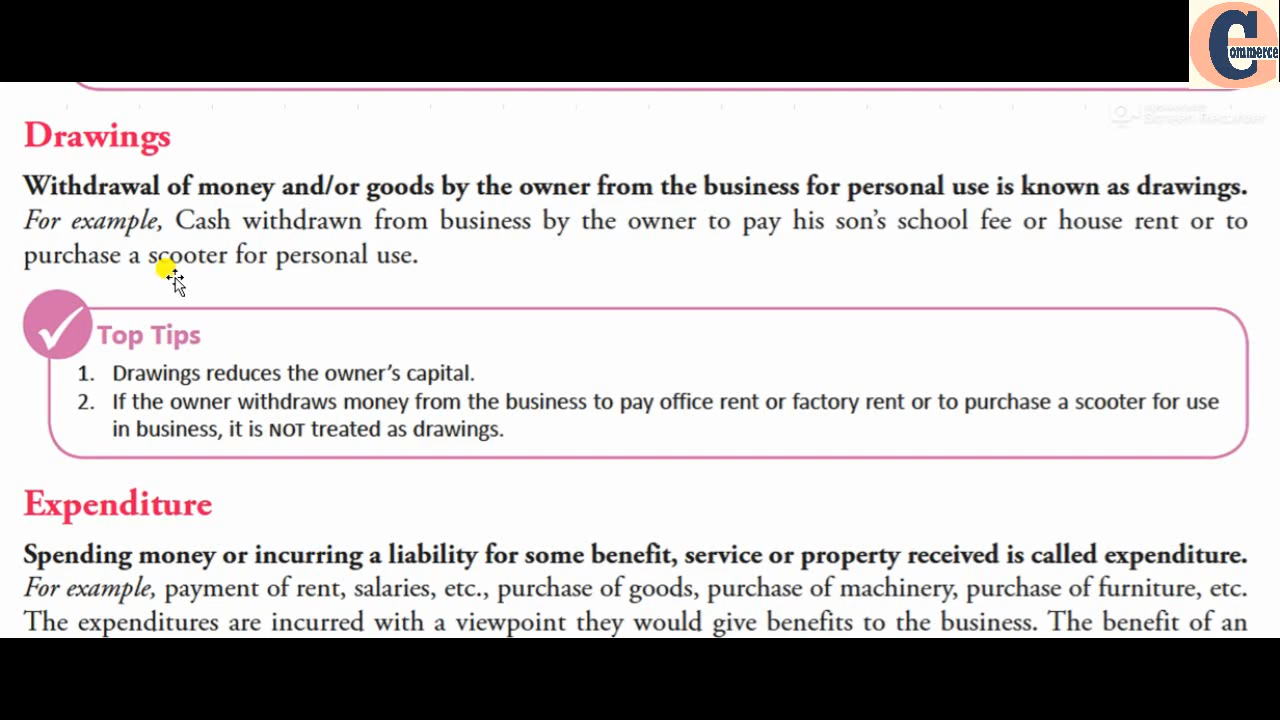 Commerce
Screen Recorder
Drawings
Withdrawal of money and/or goods by the owner from the business for personal use is known as drawings.
For example, Cash withdrawn from business by the owner to pay his son's school fee or house rent or to
purchase a scooter for personal use.
Top Tips
1. Drawings reduces the owner's capital.
2. If the owner withdraws money from the business to pay office rent or factory rent or to purchase a scooter for use
in business, it is NOT treated as drawings.
Expenditure
Spending money or incurring a liability for some benefit, service or property received is called expenditure.
For example, payment of rent, salaries, etc., purchase of goods, purchase of machinery, purchase of furniture, etc.
The expenditures are incurred with a viewpoint they would give benefits to the business. The benefit of an